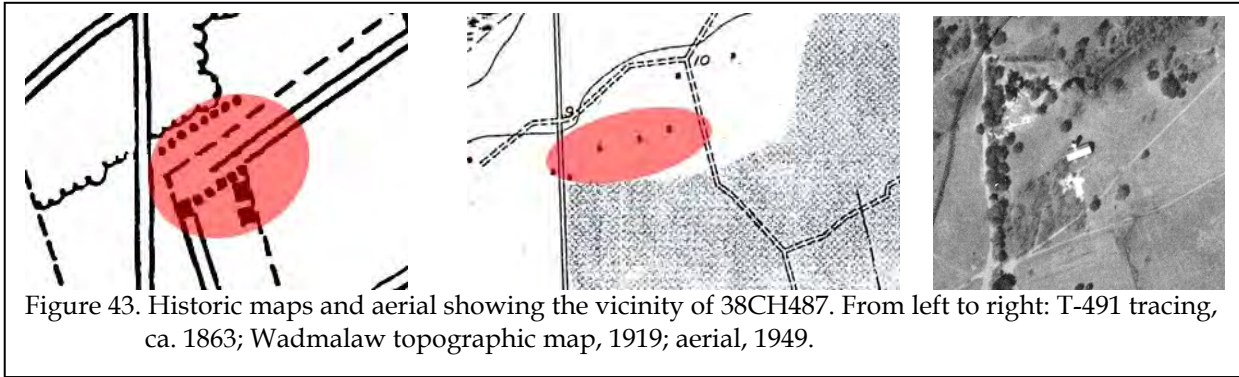 10
9
Figure 43. Historic maps and aerial showing the vicinity of 38CH487. From left to right: T-491 tracing,
ca. 1863; Wadmalaw topographic map, 1919; aerial, 1949.